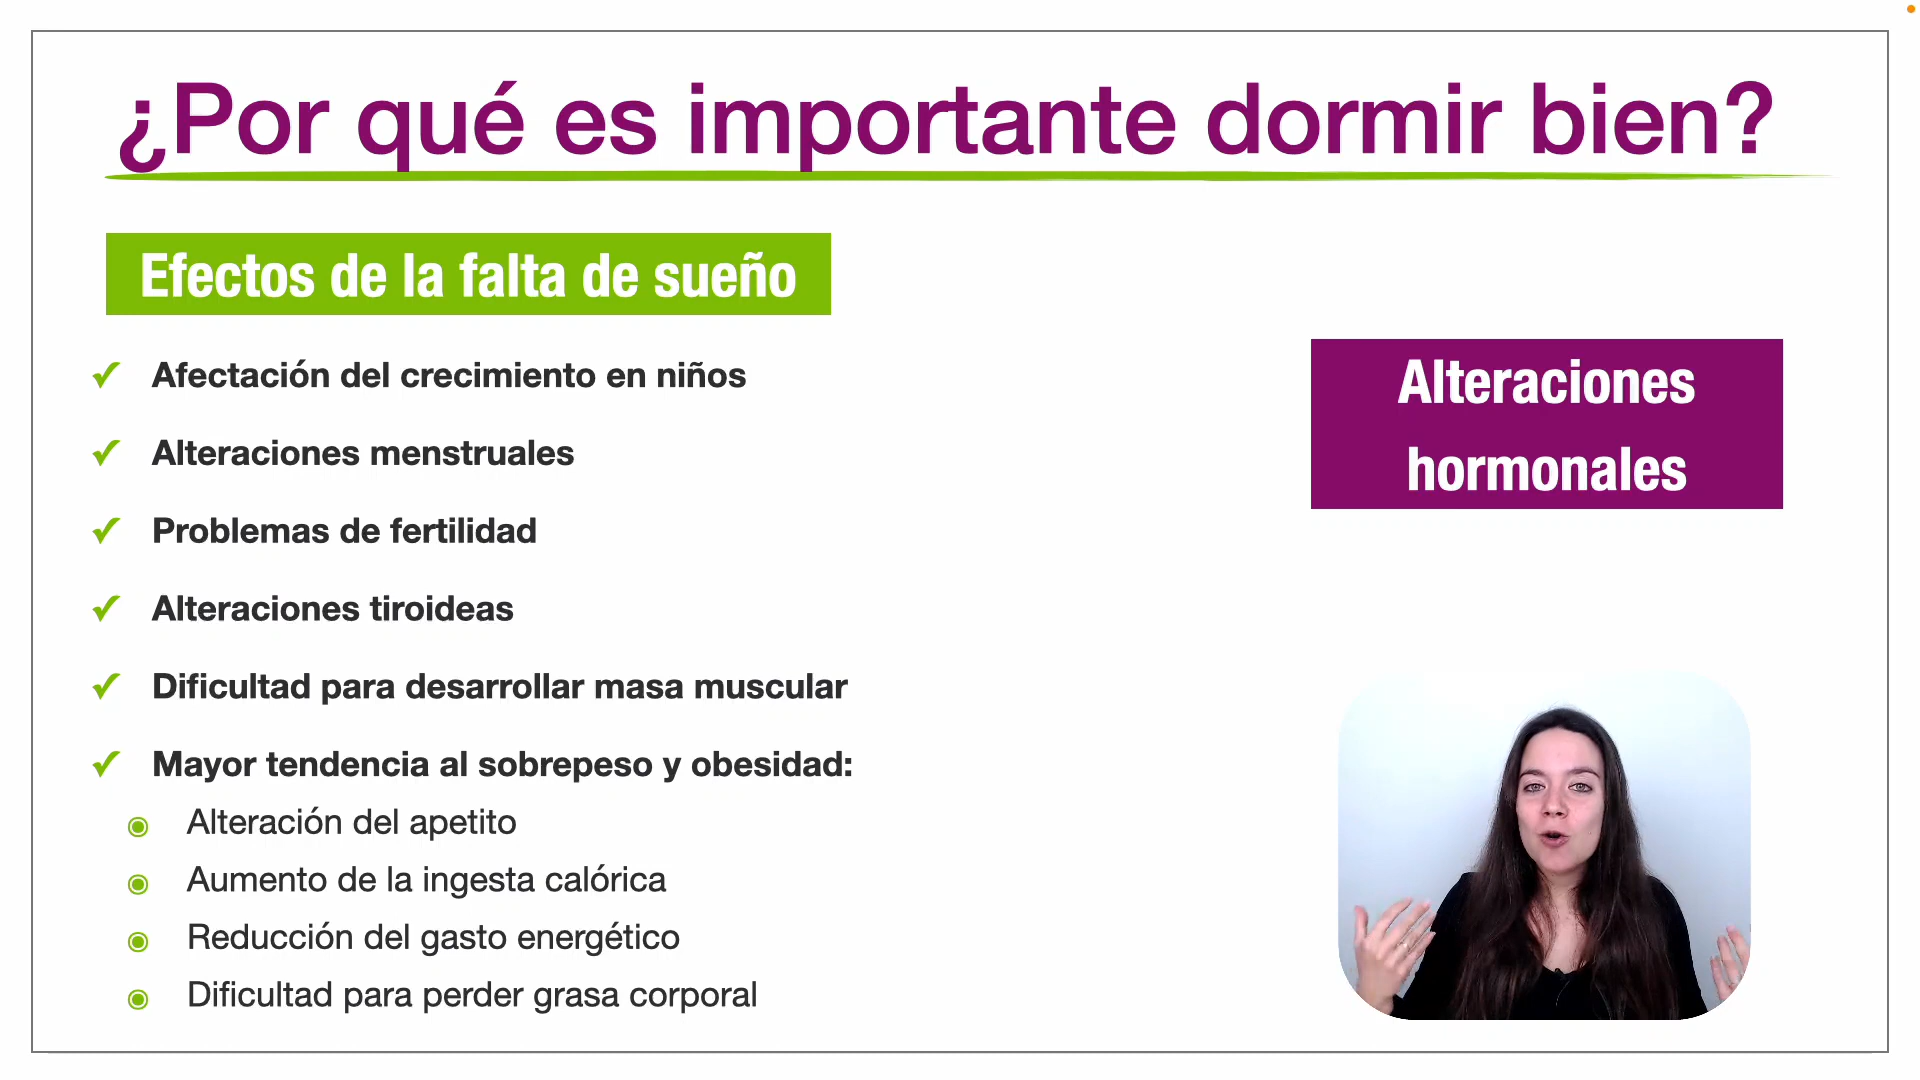 ¿Por qué es importante dormir bien?
Efectos de la falta de sueño
Afectación del crecimiento en niños
Alteraciones menstruales
Problemas de fertilidad
Alteraciones tiroideas
Dificultad para desarrollar masa muscular
Mayor tendencia al sobrepeso y obesidad:
Alteración del apetito
Aumento de la ingesta calórica
Reducción del gasto energético
Dificultad para perder grasa corporal
Alteraciones
hormonales